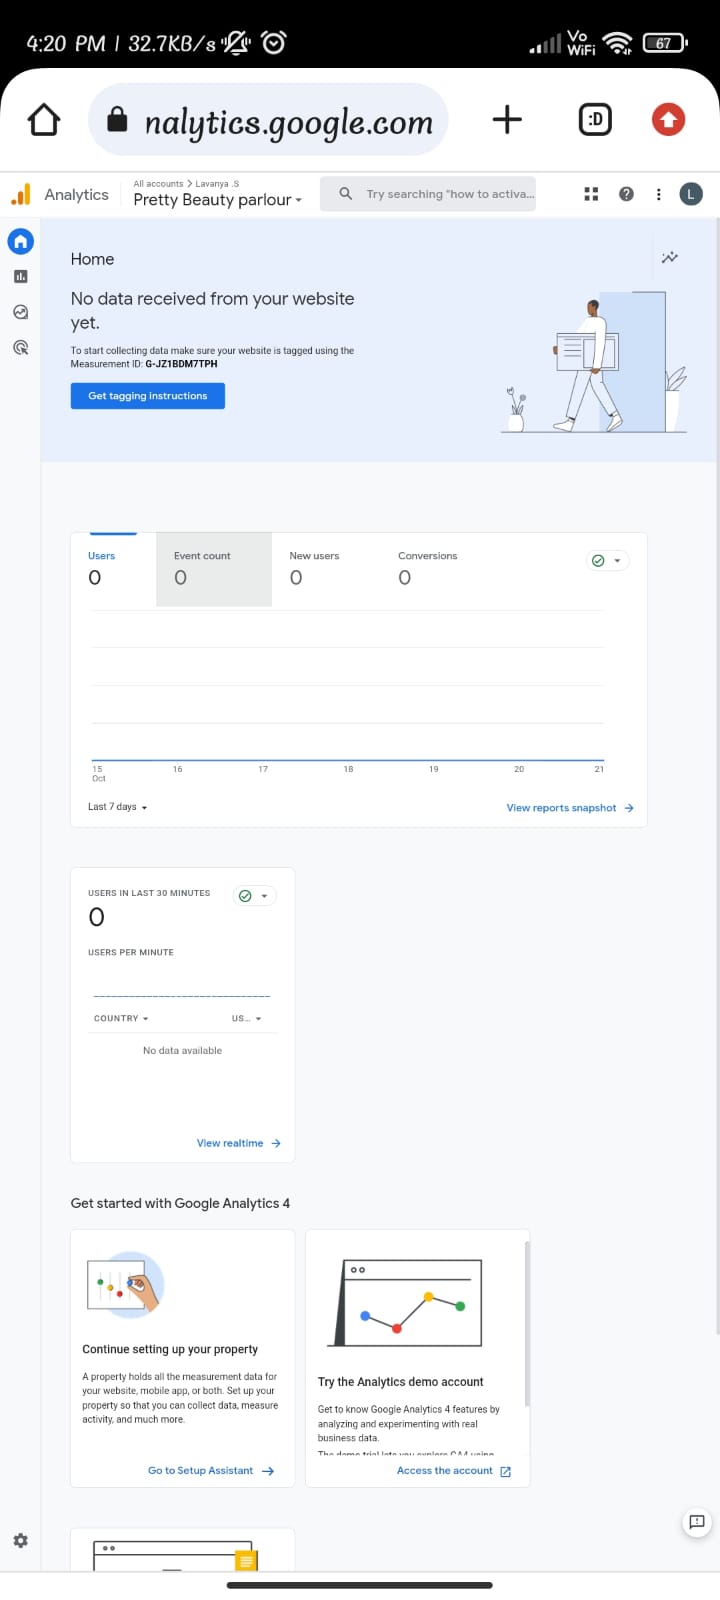 4:20 PM | 32.7KB/s
Vo
WiFi
67
nalytics.google.com
:D
Analytics
All accounts > Lavanya .S
Pretty Beauty parlour
Try searching "how to activa...
L
Home
No data received from your website
yet.
To start collecting data make sure your website is tagged using the
Measurement ID: G-JZ1BDM7TPH
Get tagging instructions
Users
Event count
New users
Conversions
0
0
0
0
15
Oct
16
17
18
19
20
21
Last 7 days
View reports snapshot
USERS IN LAST 30 MINUTES
0
USERS PER MINUTE
COUNTRY
US...
No data available
View realtime
Get started with Google Analytics 4
Continue setting up your property
A property holds all the measurement data for
your website, mobile app, or both. Set up your
property so that you can collect data, measure
activity, and much more.
Go to Setup Assistant
Try the Analytics demo account
Get to know Google Analytics 4 features by
analyzing and experimenting with real
business data.
The demo trial lets you explore GA4 using
Access the account